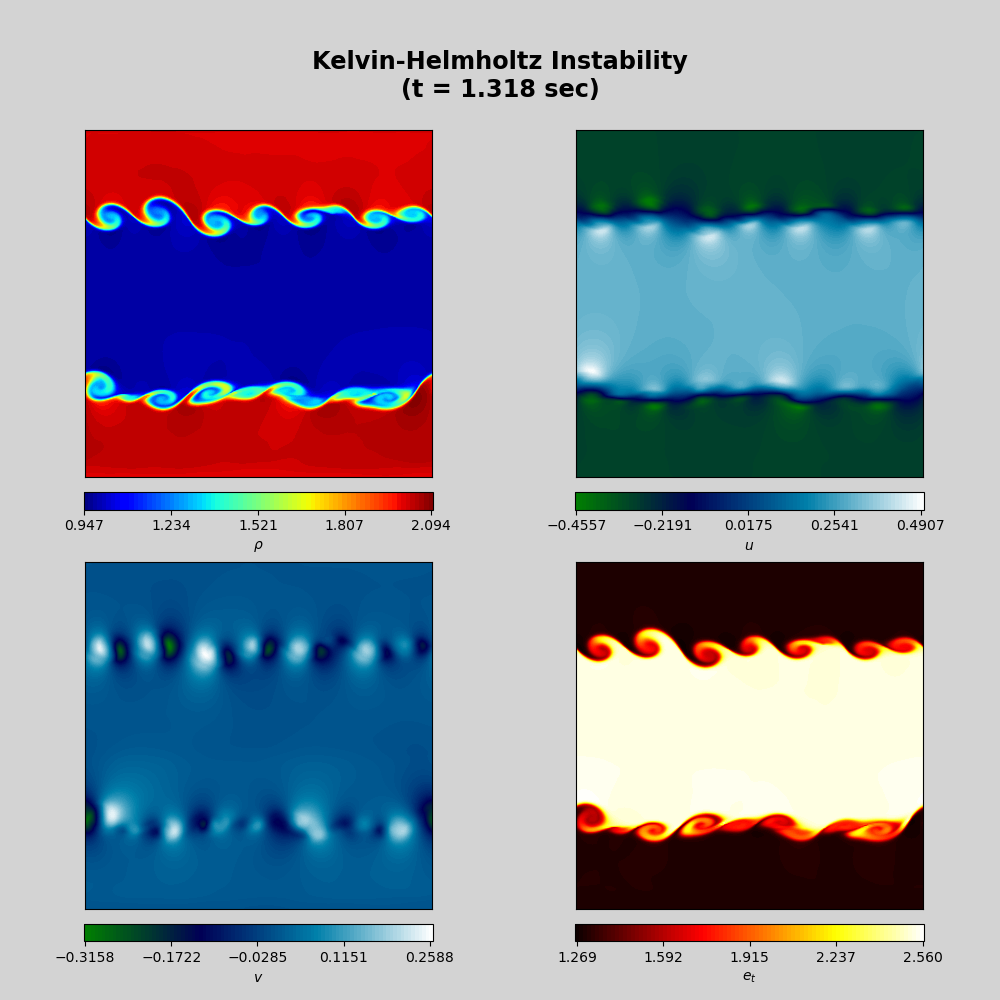 Kelvin-Helmholtz Instability
(t = 1.318 sec)
0.947 1.234 1.521 1.807 2.094
ρ
−0.4557 −0.2191 0.0175 0.2541 0.4907
u
−0.3158 −0.1722 −0.0285 0.1151 0.2588
v
1.269 1.592 1.915 2.237 2.560
e_t